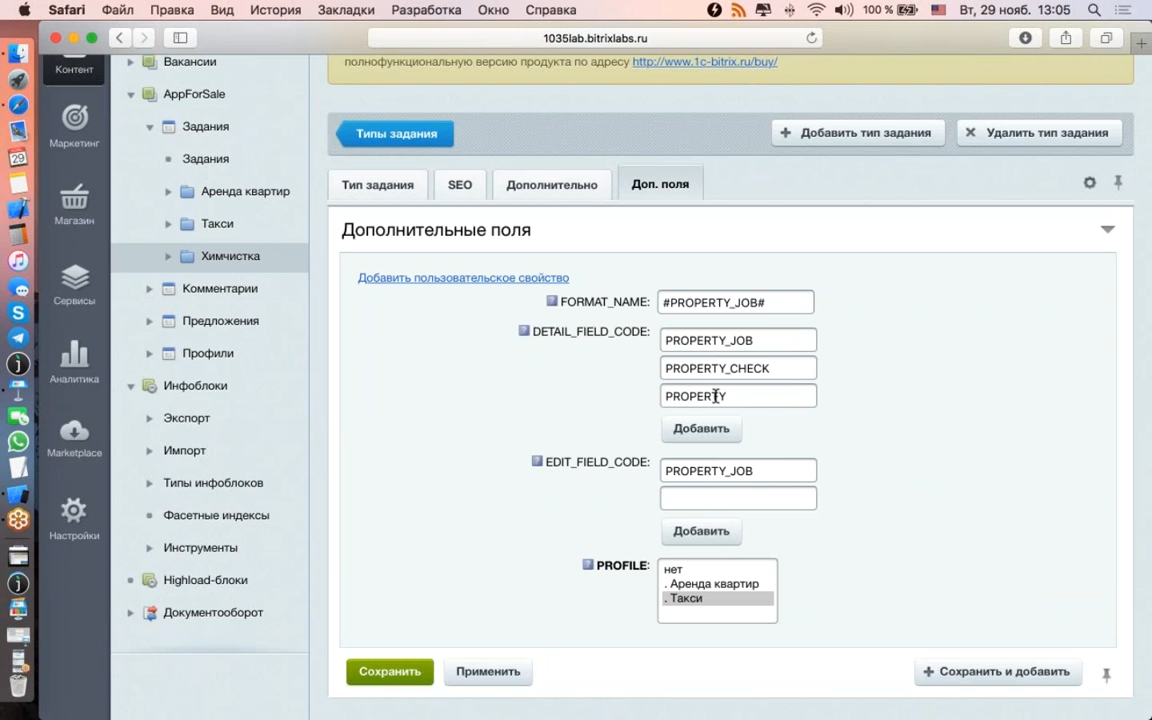 Safari Файл Правка Вид История Закладки Разработка Окно Справка 100 % Вт, 29 нояб. 13:05
1035lab.bitrixlabs.ru
Контент
Маркетинг
Магазин
Сервисы
Аналитика
Marketplace
Настройки
Вакансии
AppForSale
Задания
Задания
Аренда квартир
Такси
Химчистка
Комментарии
Предложения
Профили
Инфоблоки
Экспорт
Импорт
Типы инфоблоков
Фасетные индексы
Инструменты
Highload-блоки
Документооборот
полнофункциональную версию продукта по адресу http://www.1c-bitrix.ru/buy/
Типы задания
Добавить тип задания
Удалить тип задания
Тип задания SEO Дополнительно Доп. поля
Дополнительные поля
Добавить пользовательское свойство
FORMAT_NAME: #PROPERTY_JOB#
DETAIL_FIELD_CODE: PROPERTY_JOB
PROPERTY_CHECK
PROPERTY
Добавить
EDIT_FIELD_CODE: PROPERTY_JOB
Добавить
PROFILE: нет
. Аренда квартир
. Такси
Сохранить Применить + Сохранить и добавить